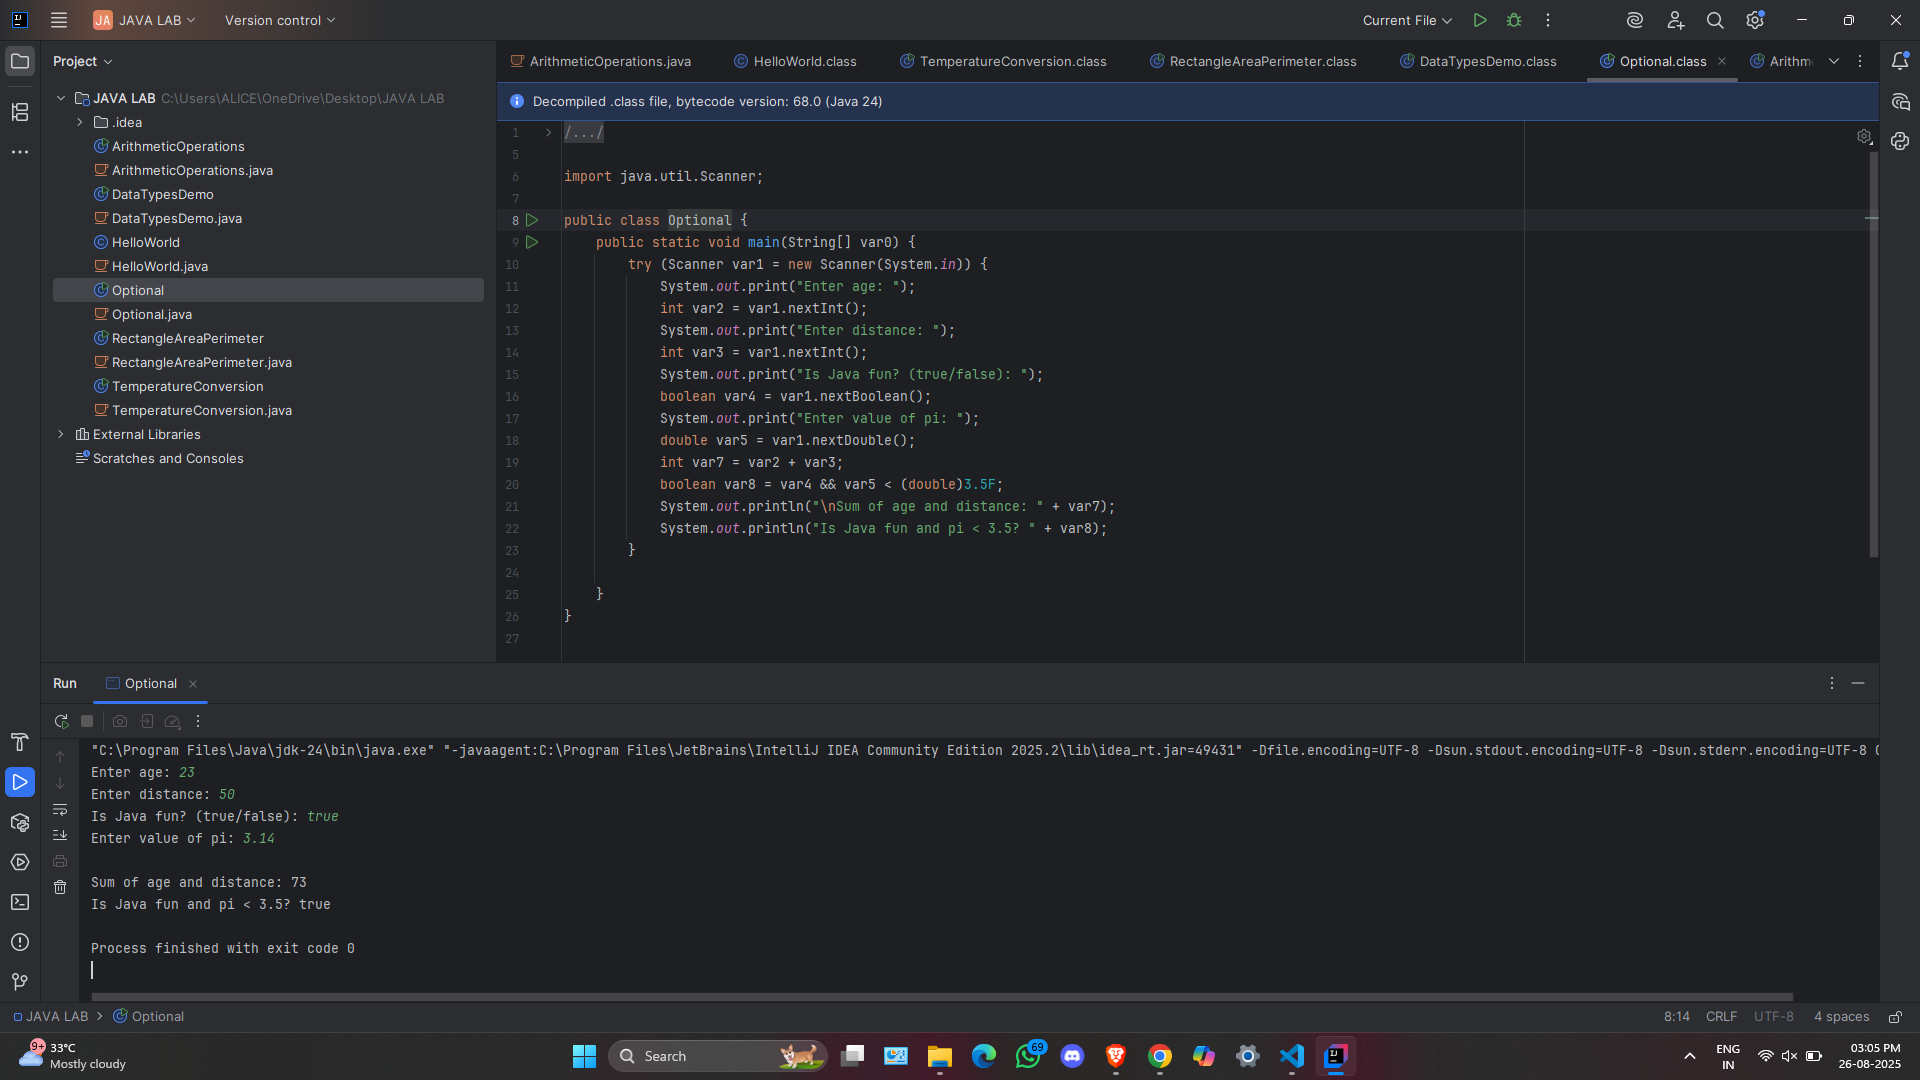 JA JAVA LAB Version control Current File
Project
ArithmeticOperations.java HelloWorld.class TemperatureConversion.class RectangleAreaPerimeter.class DataTypesDemo.class Optional.class Arithm
JAVA LAB C:\Users\ALICE\OneDrive\Desktop\JAVA LAB
.idea
ArithmeticOperations
ArithmeticOperations.java
DataTypesDemo
DataTypesDemo.java
HelloWorld
HelloWorld.java
Optional
Optional.java
RectangleAreaPerimeter
RectangleAreaPerimeter.java
TemperatureConversion
TemperatureConversion.java
External Libraries
Scratches and Consoles
Decompiled .class file, bytecode version: 68.0 (Java 24)
1 /.../
5
6 import java.util.Scanner;
7
8 public class Optional {
9 public static void main(String[] var0) {
10 try (Scanner var1 = new Scanner(System.in)) {
11 System.out.print("Enter age: ");
12 int var2 = var1.nextInt();
13 System.out.print("Enter distance: ");
14 int var3 = var1.nextInt();
15 System.out.print("Is Java fun? (true/false): ");
16 boolean var4 = var1.nextBoolean();
17 System.out.print("Enter value of pi: ");
18 double var5 = var1.nextDouble();
19 int var7 = var2 + var3;
20 boolean var8 = var4 && var5 < (double)3.5F;
21 System.out.println("\nSum of age and distance: " + var7);
22 System.out.println("Is Java fun and pi < 3.5? " + var8);
23 }
24
25 }
26 }
27
Run Optional
"C:\Program Files\Java\jdk-24\bin\java.exe" "-javaagent:C:\Program Files\JetBrains\IntelliJ IDEA Community Edition 2025.2\lib\idea_rt.jar=49431" -Dfile.encoding=UTF-8 -Dsun.stdout.encoding=UTF-8 -Dsun.stderr.encoding=UTF-8
Enter age: 23
Enter distance: 50
Is Java fun? (true/false): true
Enter value of pi: 3.14
Sum of age and distance: 73
Is Java fun and pi < 3.5? true
Process finished with exit code 0
JAVA LAB Optional 8:14 CRLF UTF-8 4 spaces
9+ 33°C
Mostly cloudy
Search
69
ENG
IN
03:05 PM
26-08-2025